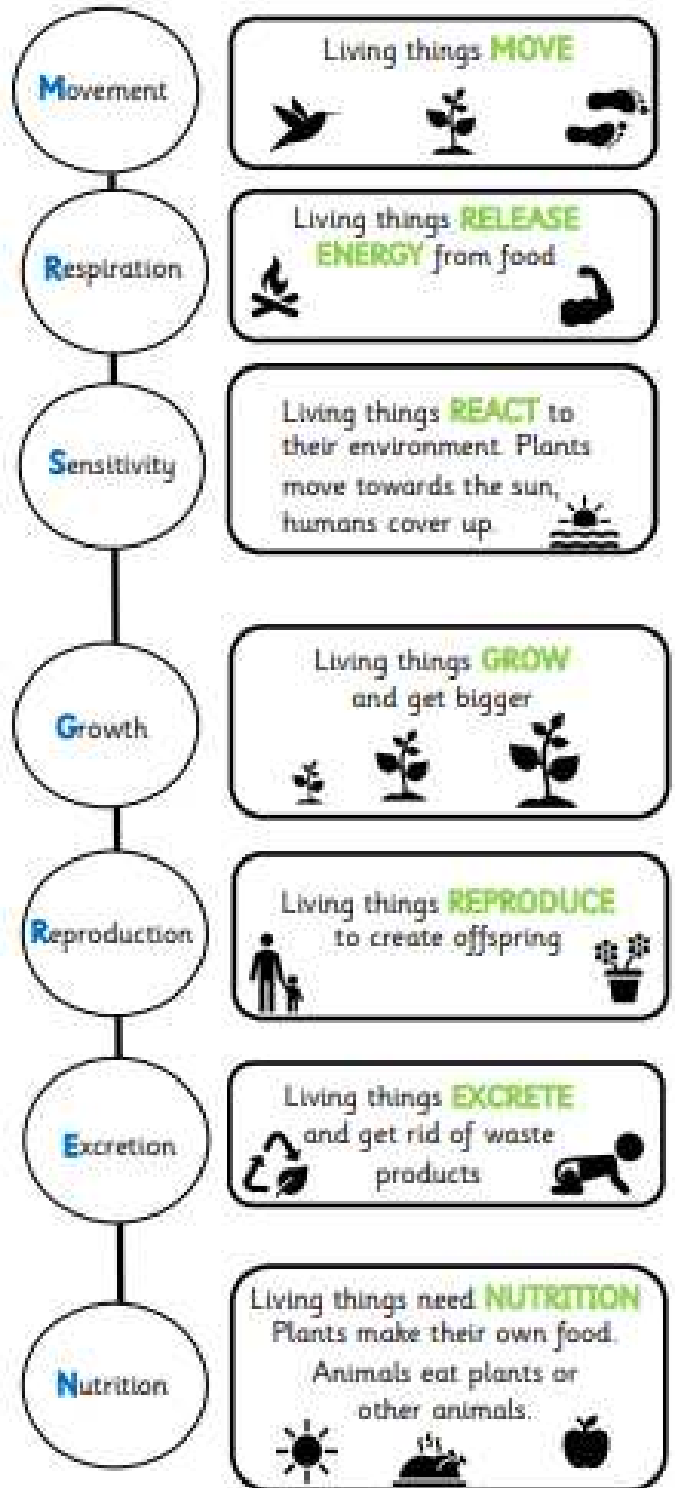 Movement
Living things MOVE
Respiration
Living things RELEASE
ENERGY from food
Sensitivity
Living things REACT to
their environment. Plants
move towards the sun,
humans cover up.
Growth
Living things GROW
and get bigger
Reproduction
Living things REPRODUCE
to create offspring
Excretion
Living things EXCRETE
and get rid of waste
products
Nutrition
Living things need NUTRITION
Plants make their own food.
Animals eat plants or
other animals.